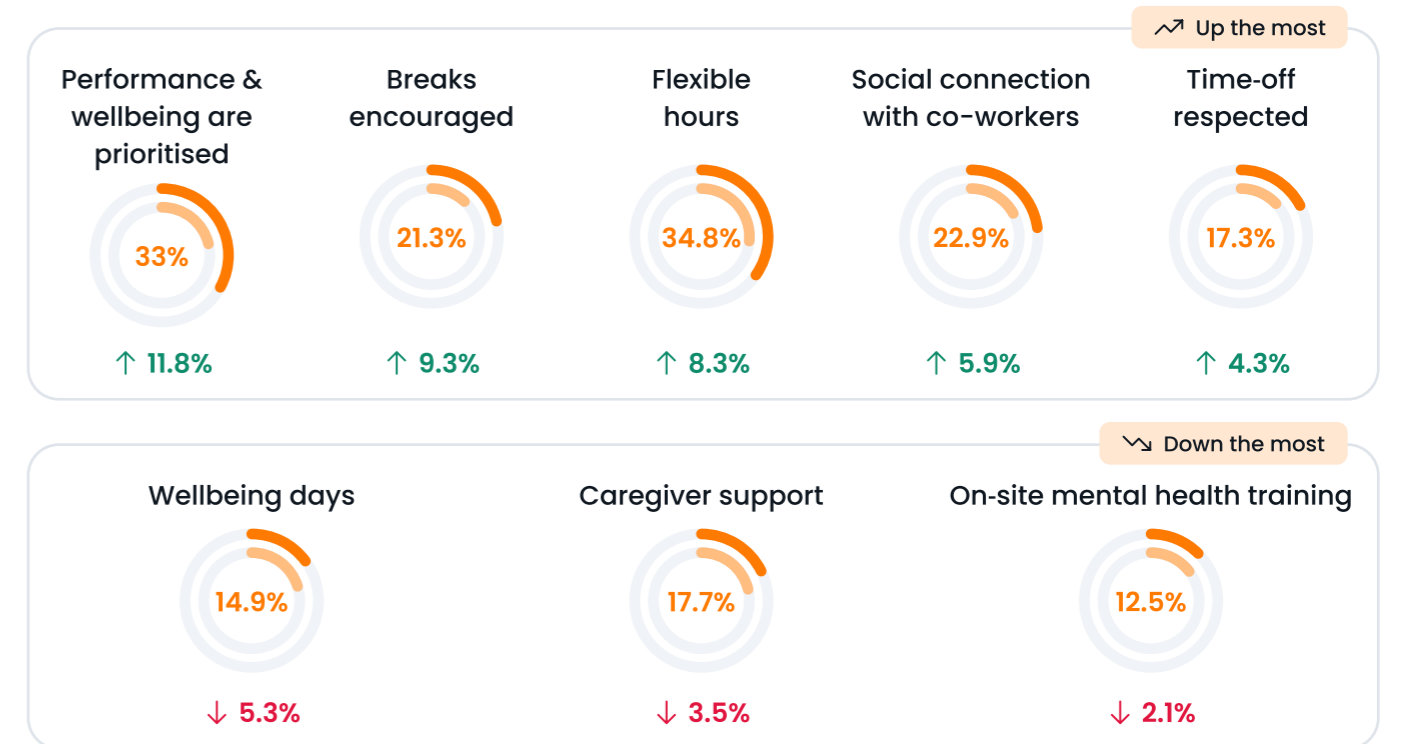 Up the most
Performance &
wellbeing are
prioritised
33%
↑ 11.8%
Breaks
encouraged
21.3%
↑ 9.3%
Flexible
hours
34.8%
↑ 8.3%
Social connection
with co-workers
22.9%
↑ 5.9%
Time-off
respected
17.3%
↑ 4.3%
Down the most
Wellbeing days
14.9%
↓ 5.3%
Caregiver support
17.7%
↓ 3.5%
On-site mental health training
12.5%
↓ 2.1%